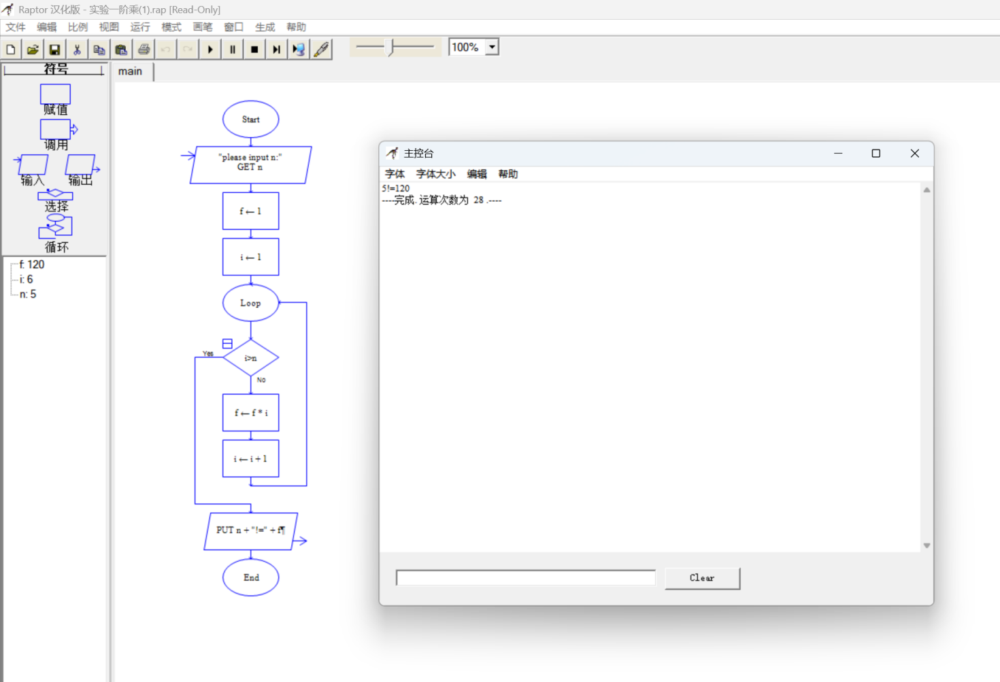 Raptor 汉化版 - 实验一阶乘(1).rap [Read-Only]
文件 编辑 比例 视图 运行 模式 画笔 窗口 生成 帮助
100%
符号
main
赋值
调用
输入 输出
选择
循环
f: 120
i: 6
n: 5
Start
"please input n:"
GET n
f ← 1
i ← 1
Loop
Yes
i>n
No
f ← f * i
i ← i + 1
PUT n + "!=" + f¶
End
主控台
字体 字体大小 编辑 帮助
5!=120
----完成. 运算次数为 28 .----
Clear